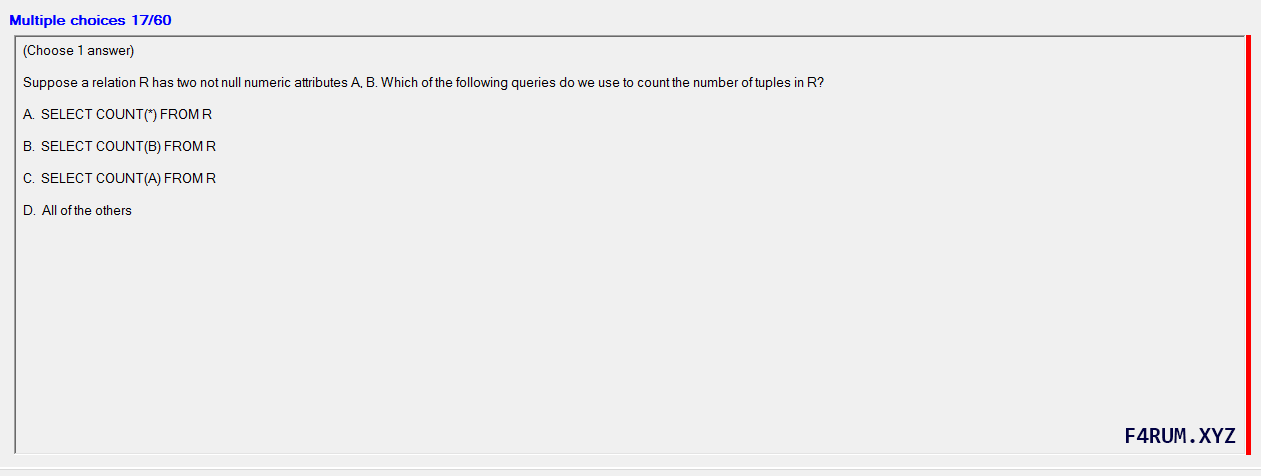 Multiple choices 17/60
(Choose 1 answer)
Suppose a relation R has two not null numeric attributes A, B. Which of the following queries do we use to count the number of tuples in R?
A. SELECT COUNT(*) FROM R
B. SELECT COUNT(B) FROM R
C. SELECT COUNT(A) FROM R
D. All of the others
F4RUM.XYZ